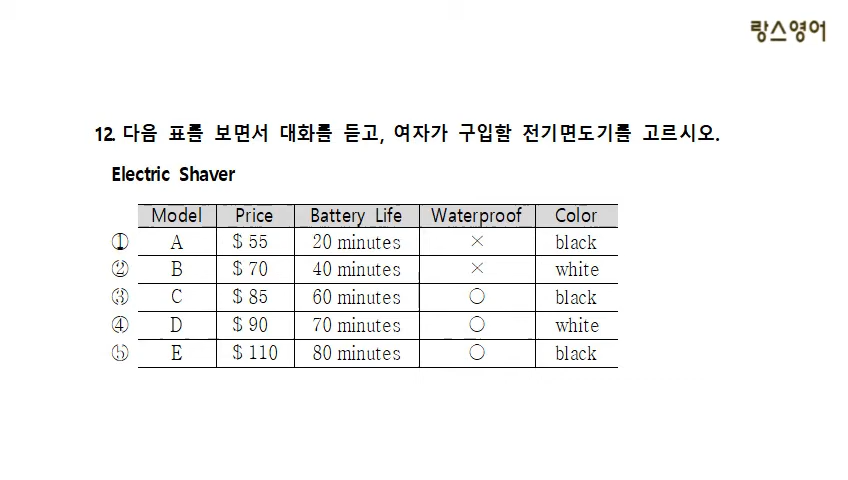 랑스영어
12. 다음 표를 보면서 대화를 듣고, 여자가 구입할 전기면도기를 고르시오.
Electric Shaver
Model Price Battery Life Waterproof Color
① A $ 55 20 minutes × black
② B $ 70 40 minutes × white
③ C $ 85 60 minutes ○ black
④ D $ 90 70 minutes ○ white
⑤ E $ 110 80 minutes ○ black